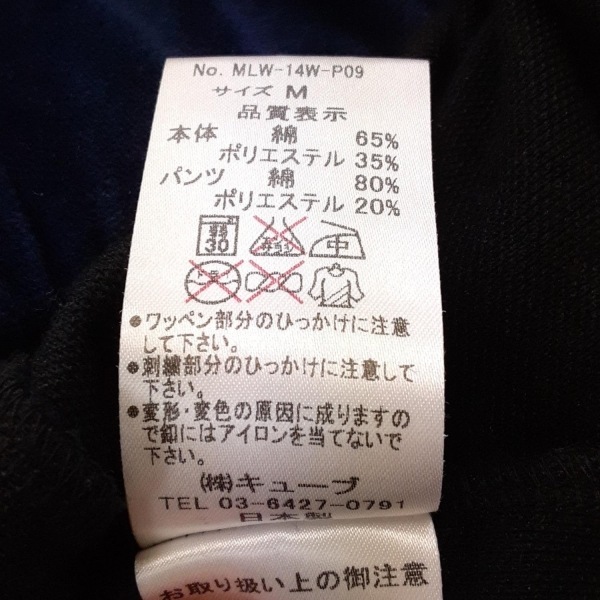 No. MLW-14W-P09
サイズ M
品質表示
本体 綿 65%
ポリエステル 35%
パンツ 綿 80%
ポリエステル 20%
30 中
●ワッペン部分のひっかけに注意
して下さい。
●刺繍部分のひっかけに注意して
下さい。
●変形・変色の原因に成りますの
で釦にはアイロンを当てないで
下さい。
(株)キューブ
TEL 03-6427-0791
日本製
お取り扱い上の御注意